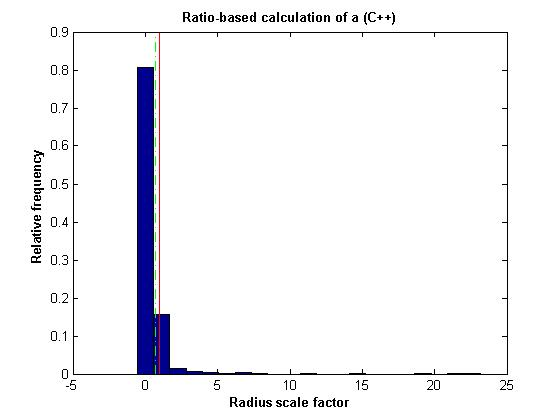 Ratio-based calculation of a (C++)
0.9
0.8
0.7
0.6
0.5
0.4
0.3
0.2
0.1
0
Relative frequency
-5 0 5 10 15 20 25
Radius scale factor